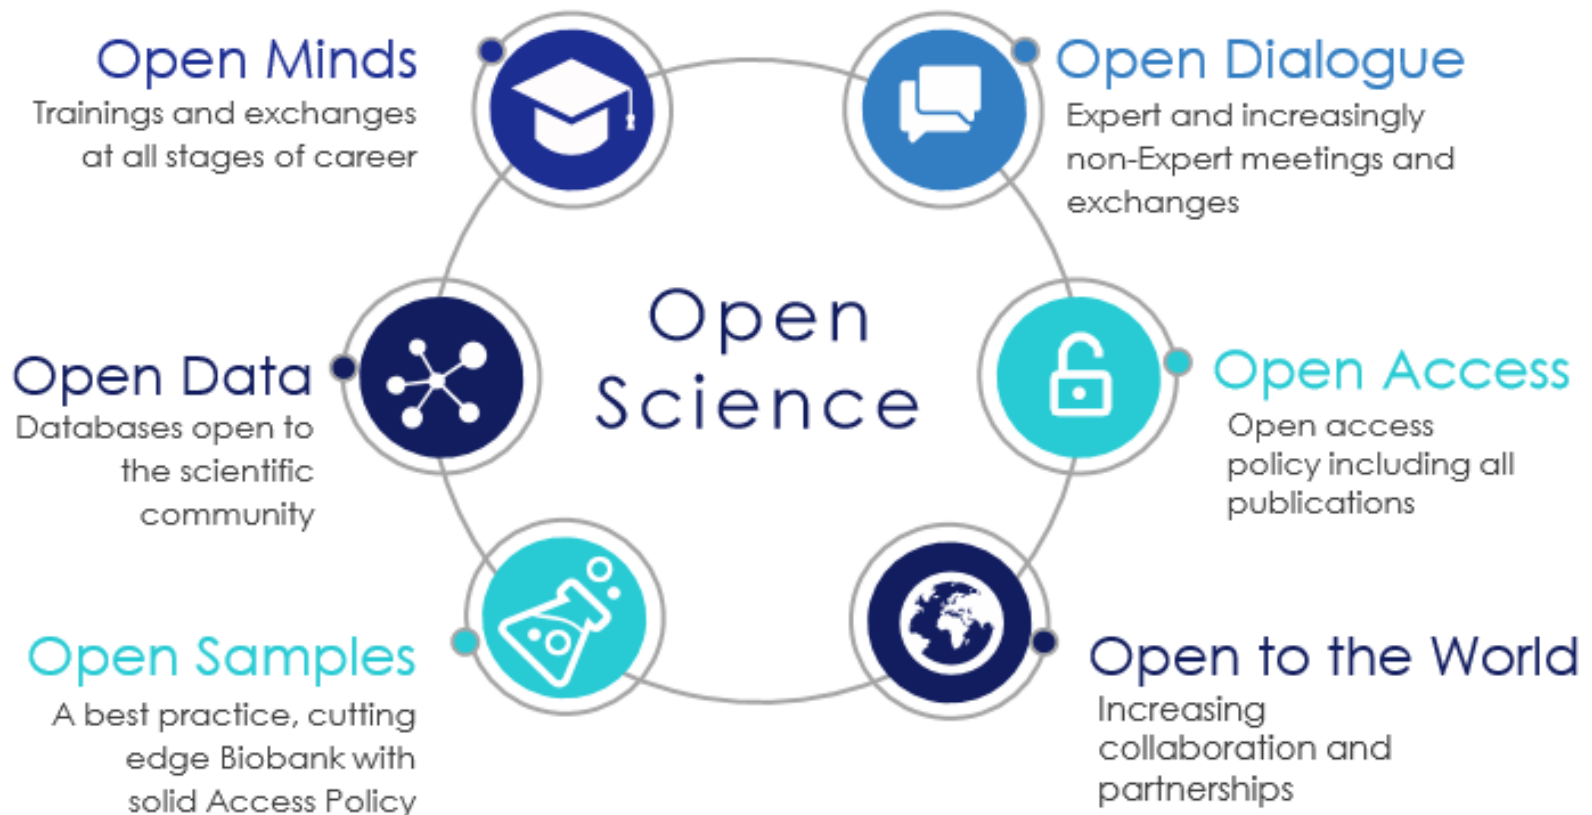 Open Minds
Trainings and exchanges
at all stages of career
Open Dialogue
Expert and increasingly
non-Expert meetings and
exchanges
Open
Science
Open Data
Databases open to
the scientific
community
Open Access
Open access
policy including all
publications
Open Samples
A best practice, cutting
edge Biobank with
solid Access Policy
Open to the World
Increasing
collaboration and
partnerships